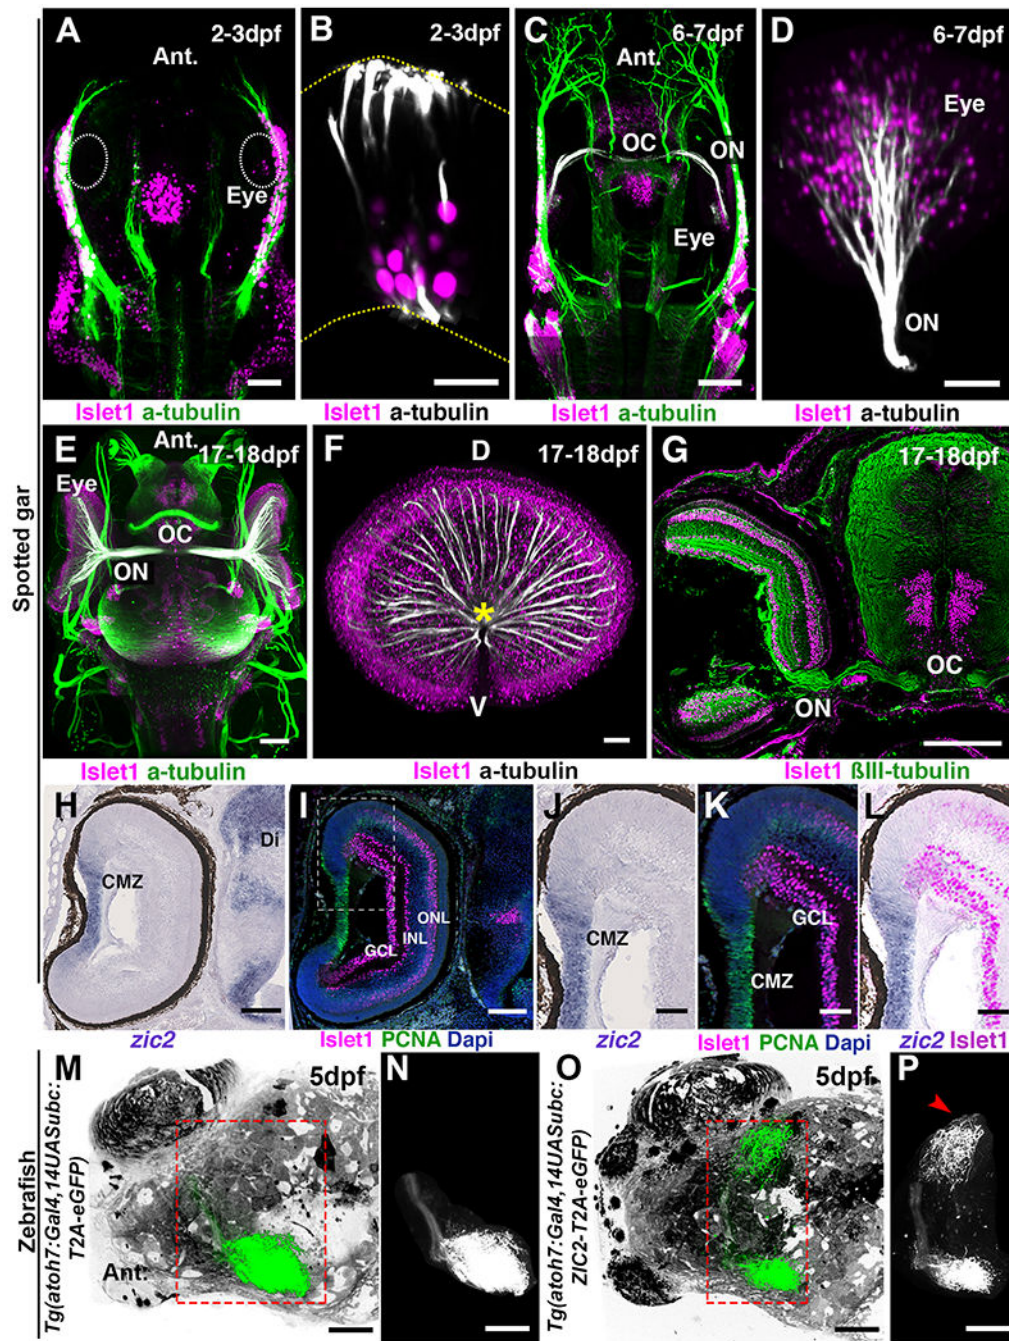 A
2-3dpf
Ant.
Eye
Islet1 a-tubulin
B
2-3dpf
Islet1 a-tubulin
C
6-7dpf
Ant.
OC
ON
Eye
Islet1 a-tubulin
D
6-7dpf
Eye
ON
Islet1 a-tubulin
Spotted gar
E
Ant.
17-18dpf
Eye
OC
ON
Islet1 a-tubulin
F
D
17-18dpf
*
V
Islet1 a-tubulin
G
17-18dpf
OC
ON
Islet1 ßIII-tubulin
H
Di
CMZ
zic2
I
ONL
INL
GCL
Islet1 PCNA Dapi
J
CMZ
zic2
K
GCL
CMZ
Islet1 PCNA Dapi
L
zic2 Islet1
Zebrafish
Tg(atoh7:Gal4,14UASubc:
T2A-eGFP)
M
5dpf
Ant.
N
Tg(atoh7:Gal4,14UASubc:
ZIC2-T2A-eGFP)
O
5dpf
P